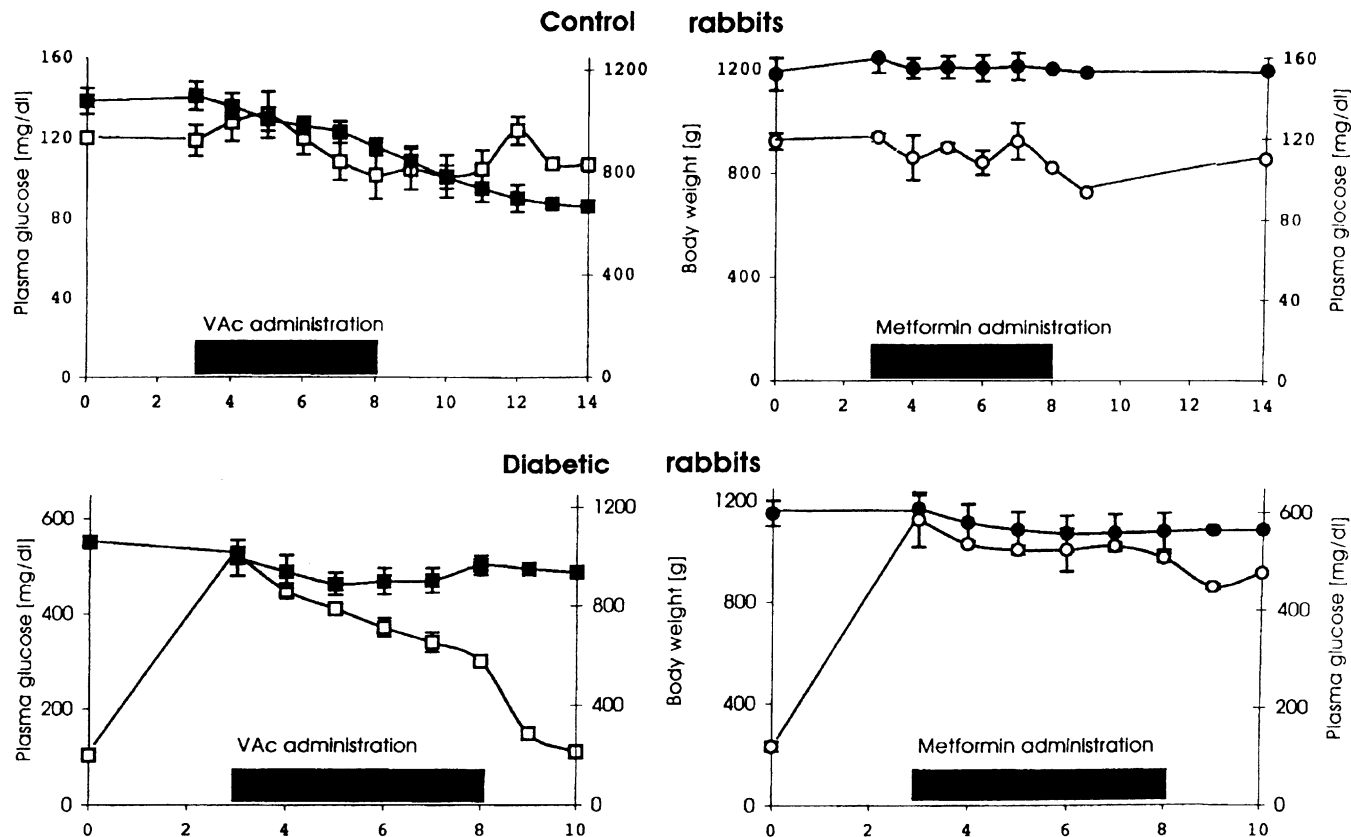 Control rabbits
160
120
80
40
0
Plasma glucose [mg/dl]
1200
800
400
0
VAc administration
0 2 4 6 8 10 12 14
Body weight [g]
1200
800
400
0
160
120
80
40
0
Plasma glocose [mg/dl]
Metformin administration
0 2 4 6 8 10 12 14
Diabetic rabbits
600
400
200
0
Plasma glucose [mg/dl]
1200
800
400
0
VAc administration
0 2 4 6 8 10
Body weight [g]
1200
800
400
0
600
400
200
0
Plasma glucose [mg/dl]
Metformin administration
0 2 4 6 8 10